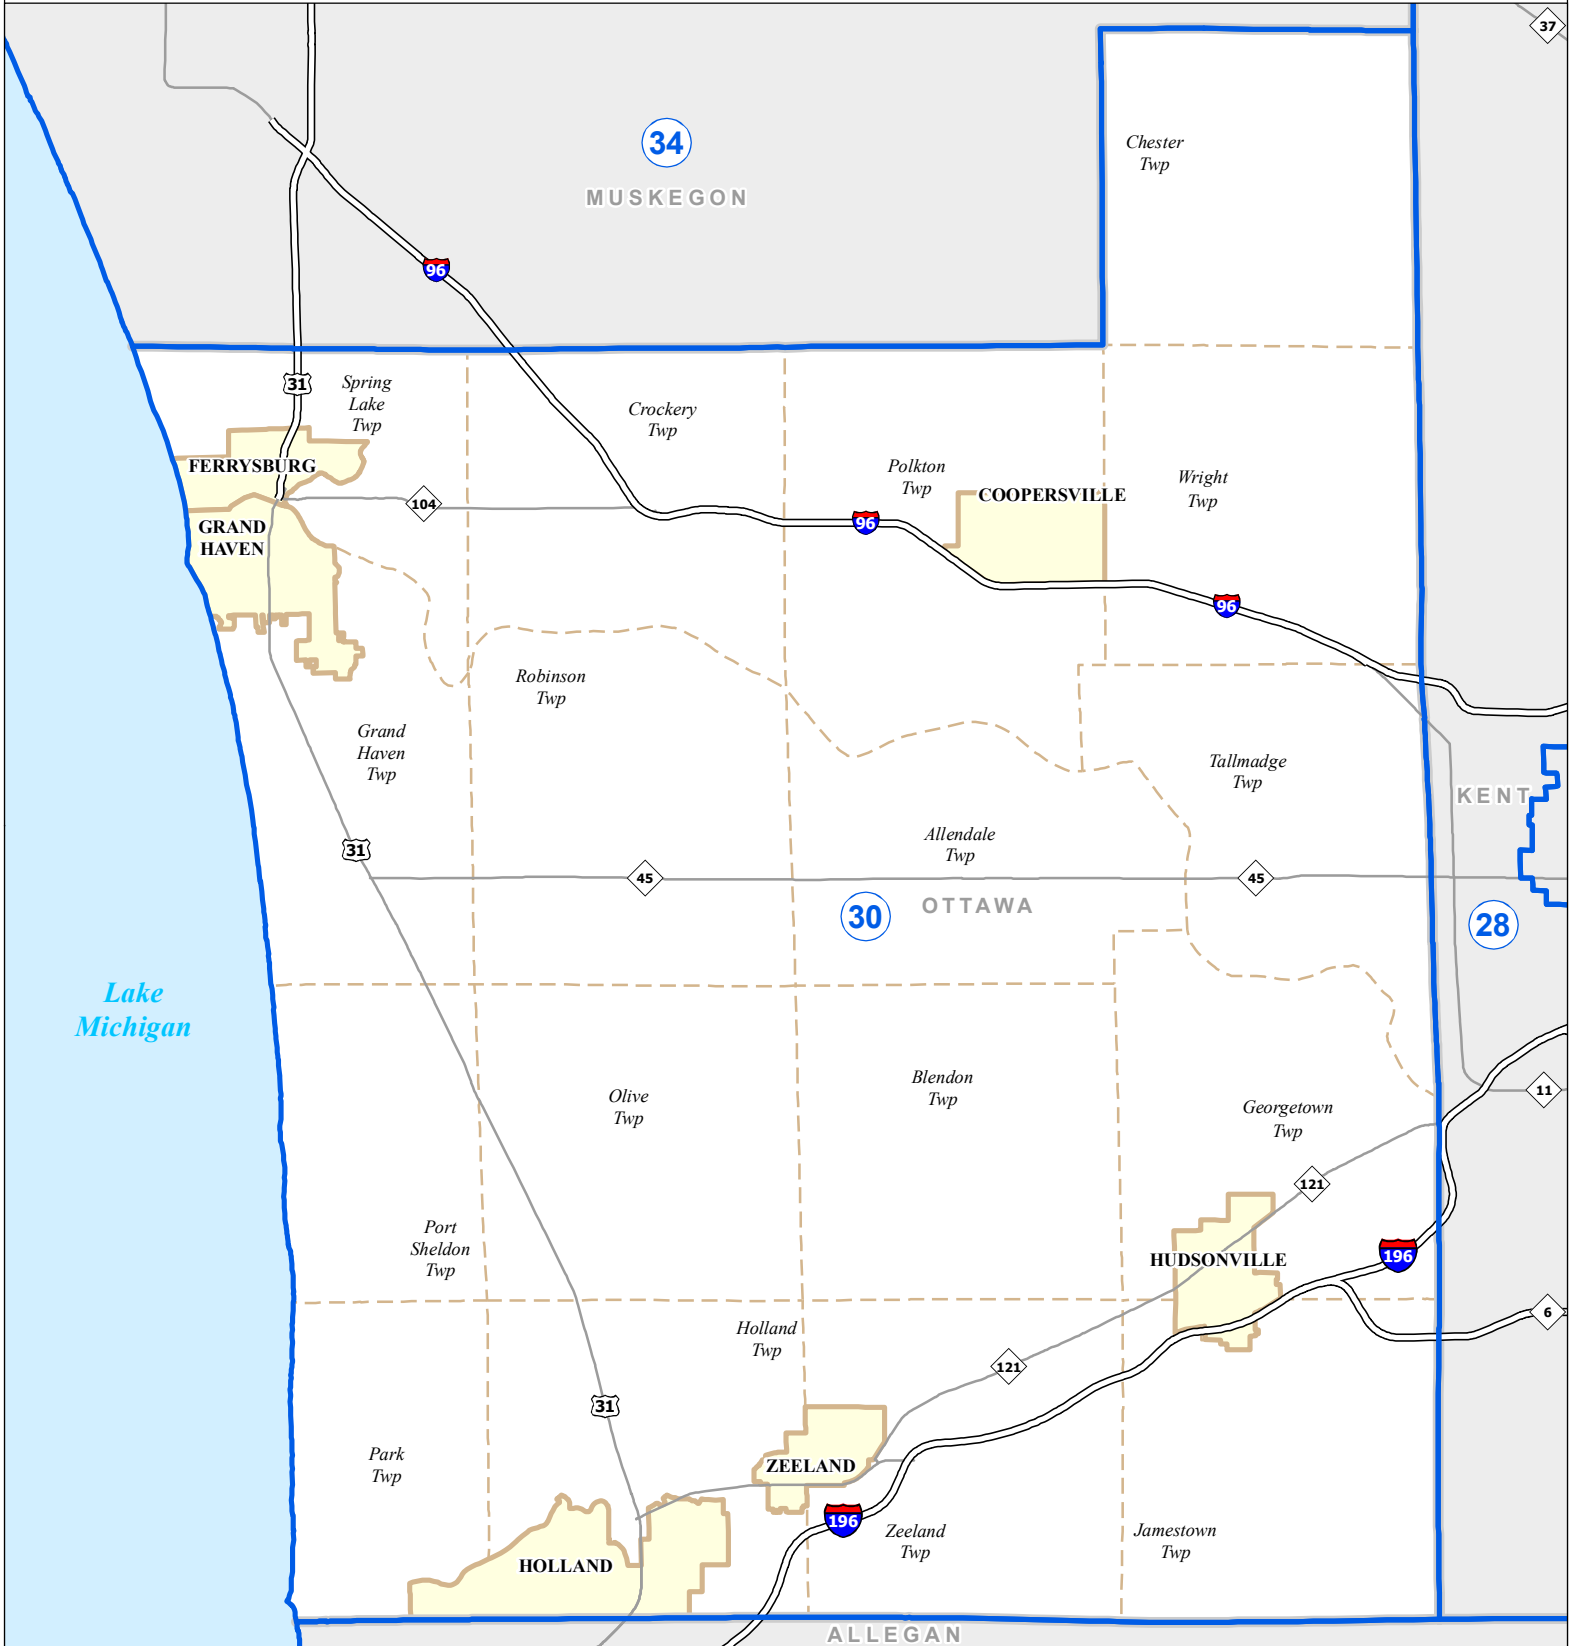 37
34
MUSKEGON
Chester
Twp
96
31
Spring
Lake
Twp
Crockery
Twp
FERRYSBURG
Polkton
Twp
COOPERSVILLE
Wright
Twp
104
GRAND
HAVEN
96
96
Robinson
Twp
Grand
Haven
Twp
Tallmadge
Twp
KENT
31
Allendale
Twp
45
45
30
OTTAWA
28
Lake
Michigan
Olive
Twp
Blendon
Twp
Georgetown
Twp
11
121
Port
Sheldon
Twp
HUDSONVILLE
196
6
Holland
Twp
121
31
Park
Twp
ZEELAND
196
Zeeland
Twp
Jamestown
Twp
HOLLAND
ALLEGAN